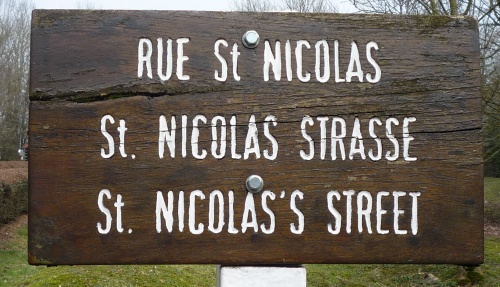 RUE St NICOLAS
St. NICOLAS STRASSE
St. NICOLAS'S STREET